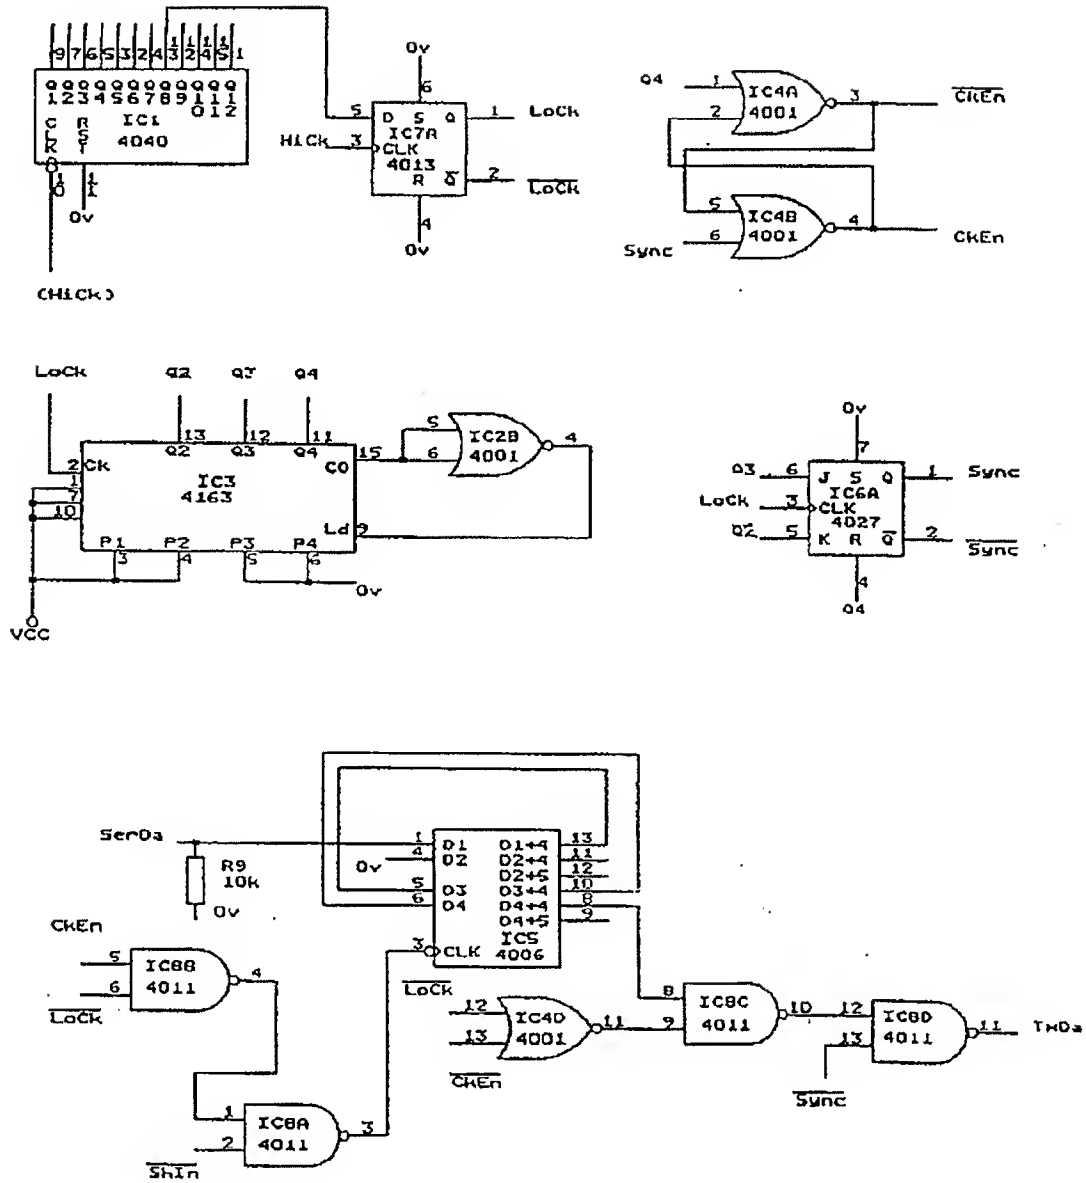 9 7 6 5 3 2 4 13 12 14 15 1
Q1 Q2 Q3 Q4 Q5 Q6 Q7 Q8 Q9 Q10 Q11 Q12
CLK RST IC1
4040
10 11
0v
(HiCk)
0v
6
5 D S Q 1 LoCk
IC7A
HiCk 3 CLK
4013
R Q̅ 2 L̅o̅C̅k̅
4
0v
Q4 1 IC4A 3 C̅k̅E̅n̅
2 4001
5 IC4B 4 CkEn
Sync 6 4001
LoCk Q2 Q3 Q4
13 12 11
2 Ck Q2 Q3 Q4
1 IC3 CO 15
7 4163
10
Ld 9
P1 P2 P3 P4
3 4 5 6
0v
VCC
5 IC2B 4
6 4001
0v
7
Q3 6 J S Q 1 Sync
IC6A
LoCk 3 CLK
4027
Q2 5 K R Q̅ 2 S̅y̅n̅c̅
4
Q4
SerDa 1 D1 D1+4 13
0v 4 D2 D2+4 11
D2+5 12
5 D3 D3+4 10
6 D4 D4+4 8
D4+5 9
IC5
3 CLK 4006
R9
10k
0v
CkEn
5 IC8B 4
6 4011
L̅o̅C̅k̅
L̅o̅C̅k̅
12 IC4D 11
13 4001
C̅k̅E̅n̅
8 IC8C 10
9 4011
12 IC8D 11 TxDa
13 4011
S̅y̅n̅c̅
1 IC8A 3
2 4011
S̅h̅I̅n̅